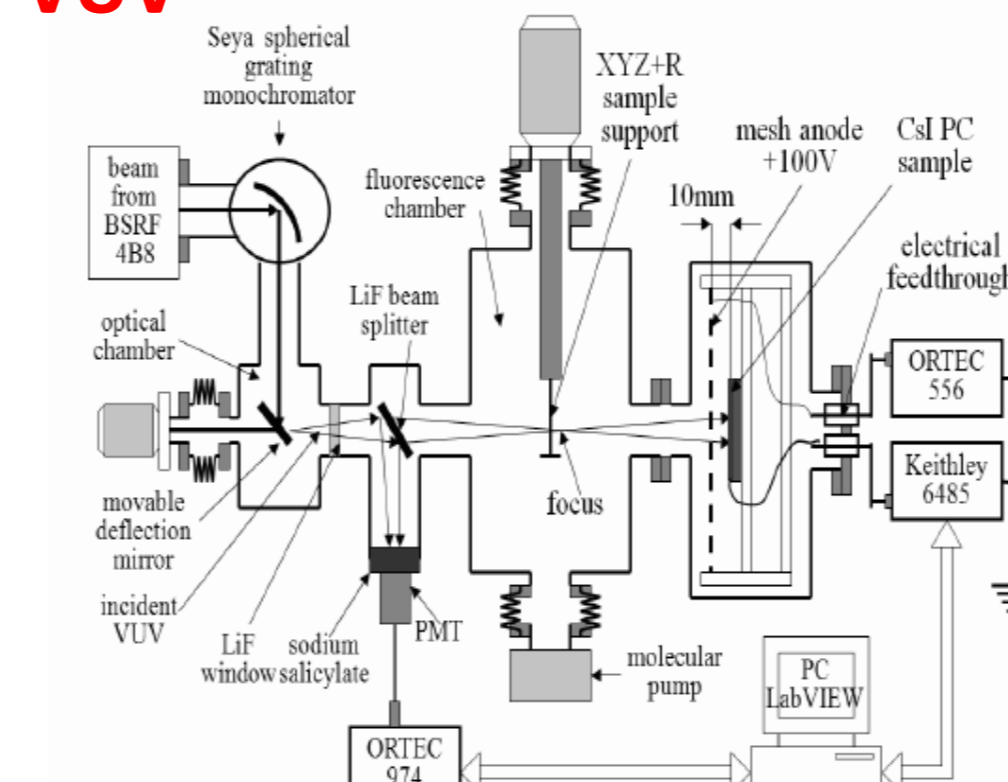 VUV
Seya spherical
grating
monochromator
XYZ+R
sample
support
mesh anode
+100V
CsI PC
sample
beam
from
BSRF
4B8
fluorescence
chamber
10mm
electrical
feedthrough
LiF beam
splitter
optical
chamber
ORTEC
556
Keithley
6485
movable
deflection
mirror
focus
incident
VUV
LiF
window
sodium
salicylate
PMT
molecular
pump
PC
LabVIEW
ORTEC
974